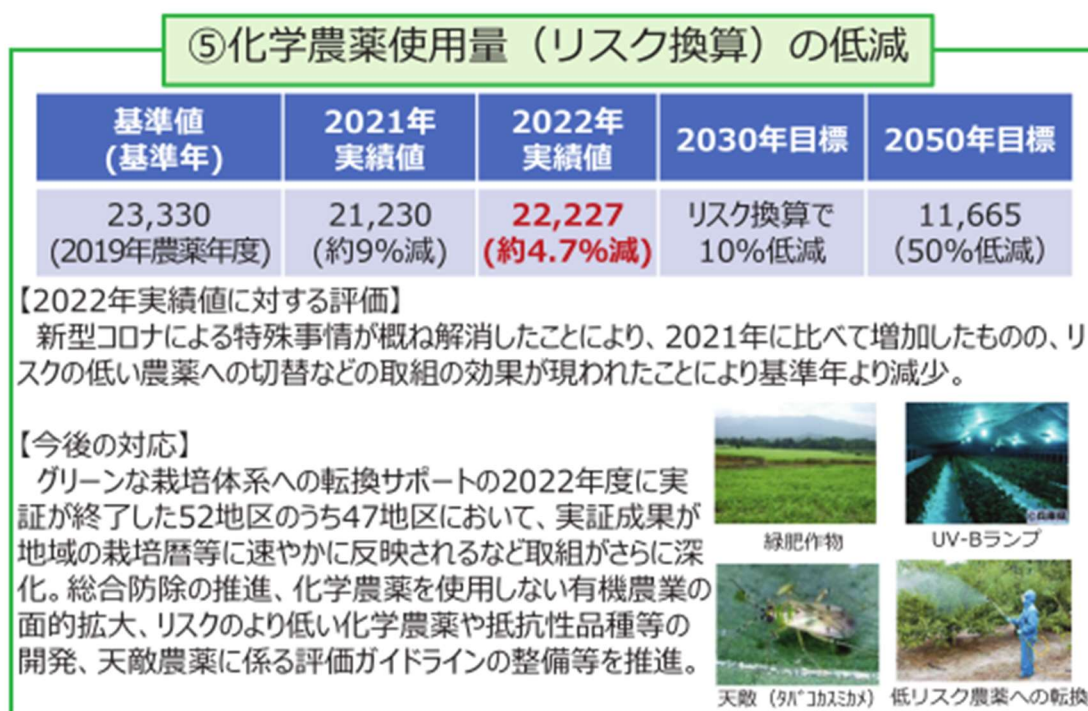 ⑤化学農薬使用量（リスク換算）の低減
基準値
(基準年)
2021年
実績値
2022年
実績値
2030年目標
2050年目標
23,330
(2019年農薬年度)
21,230
(約9%減)
22,227
(約4.7%減)
リスク換算で
10%低減
11,665
(50%低減)
【2022年実績値に対する評価】
新型コロナによる特殊事情が概ね解消したことにより、2021年に比べて増加したものの、リ
スクの低い農薬への切替などの取組の効果が現われたことにより基準年より減少。
【今後の対応】
グリーンな栽培体系への転換サポートの2022年度に実
証が終了した52地区のうち47地区において、実証成果が
地域の栽培暦等に速やかに反映されるなど取組がさらに深
化。総合防除の推進、化学農薬を使用しない有機農業の
面的拡大、リスクのより低い化学農薬や抵抗性品種等の
開発、天敵農薬に係る評価ガイドラインの整備等を推進。
©兵庫県
緑肥作物
UV-Bランプ
天敵（ﾀﾊﾞｺｶｽﾐｶﾒ）
低リスク農薬への転換